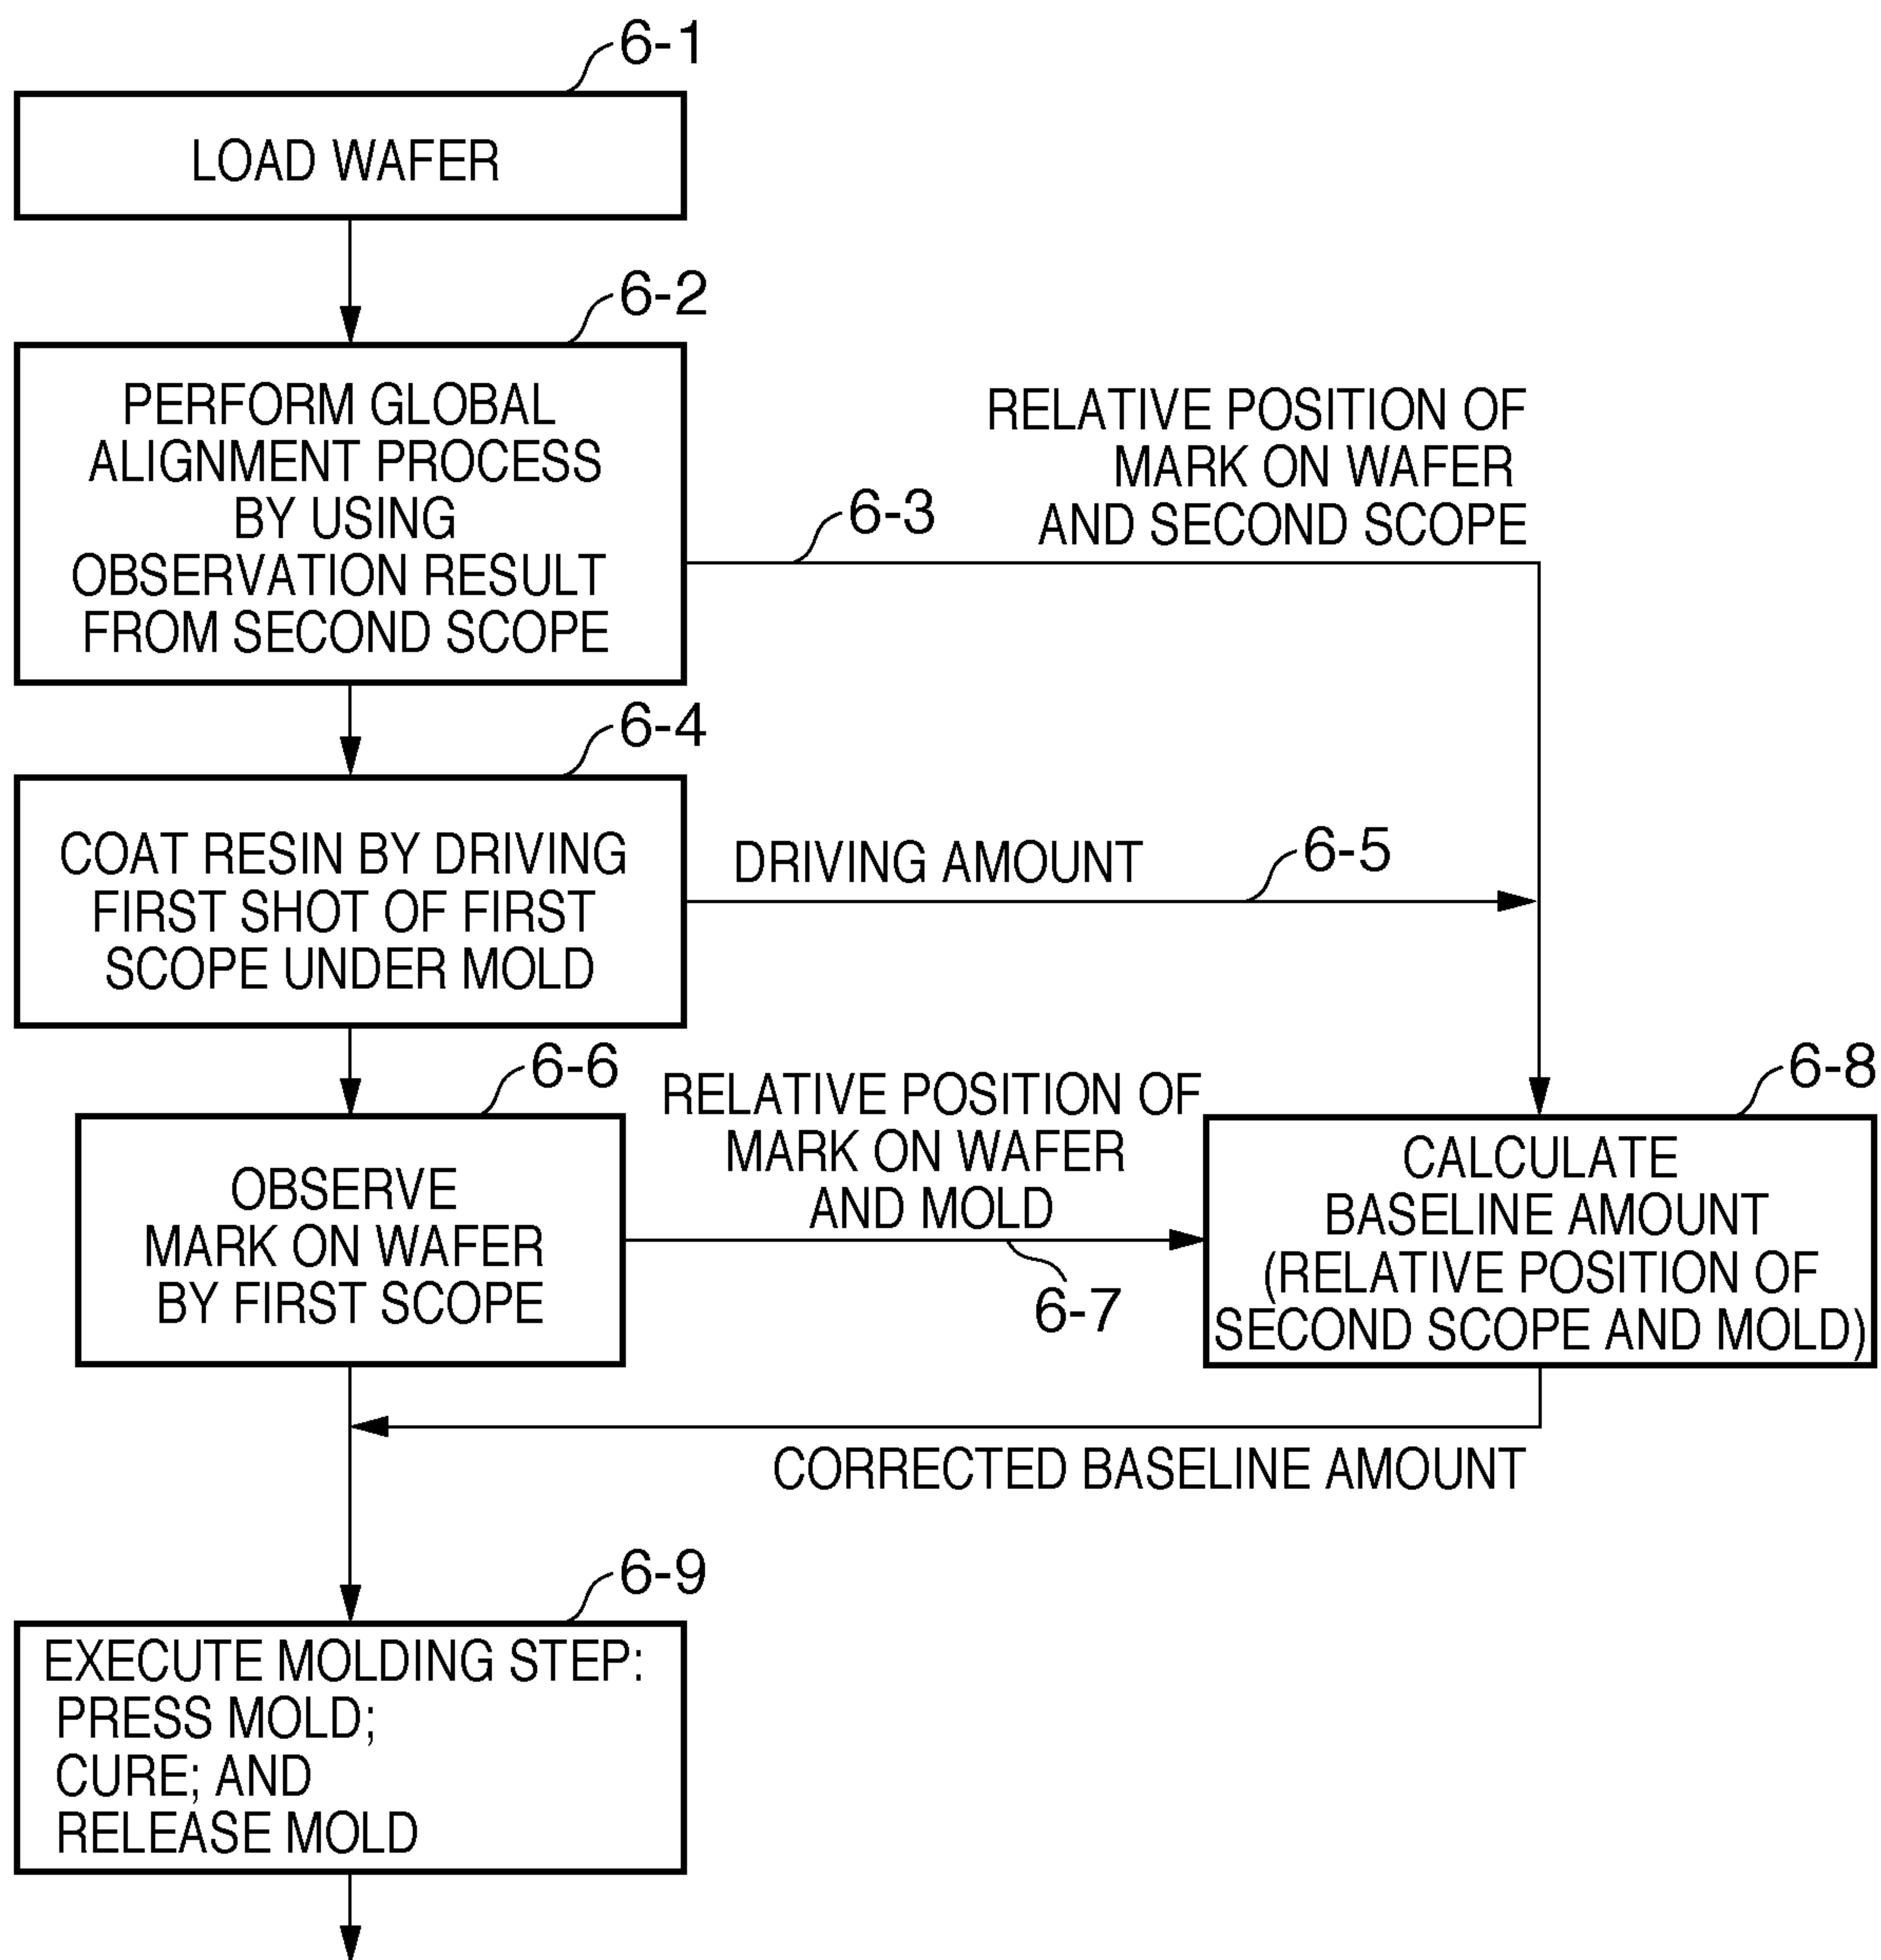 6-1
LOAD WAFER
6-2
PERFORM GLOBAL
ALIGNMENT PROCESS
BY USING
OBSERVATION RESULT
FROM SECOND SCOPE
RELATIVE POSITION OF
MARK ON WAFER
AND SECOND SCOPE
6-3
6-4
COAT RESIN BY DRIVING
FIRST SHOT OF FIRST
SCOPE UNDER MOLD
DRIVING AMOUNT
6-5
6-6
OBSERVE
MARK ON WAFER
BY FIRST SCOPE
RELATIVE POSITION OF
MARK ON WAFER
AND MOLD
6-7
6-8
CALCULATE
BASELINE AMOUNT
(RELATIVE POSITION OF
SECOND SCOPE AND MOLD)
CORRECTED BASELINE AMOUNT
6-9
EXECUTE MOLDING STEP:
PRESS MOLD;
CURE; AND
RELEASE MOLD